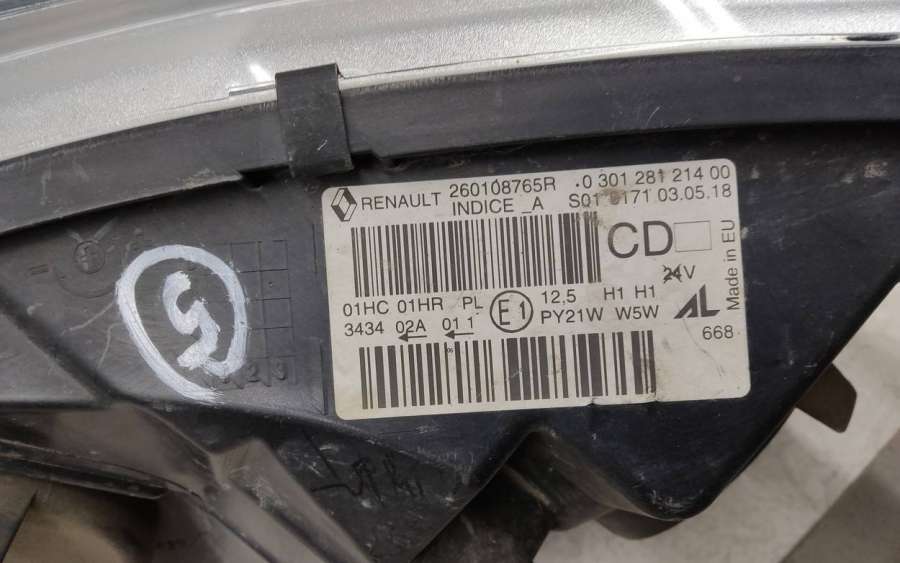 RENAULT 260108765R .0 301 281 214 00
INDICE _A S01 0171 03.05.18
CD
24V
Made in EU
01HC 01HR PL E1 12,5 H1 H1
3434 02A 01 1 PY21W W5W
AL
668
5